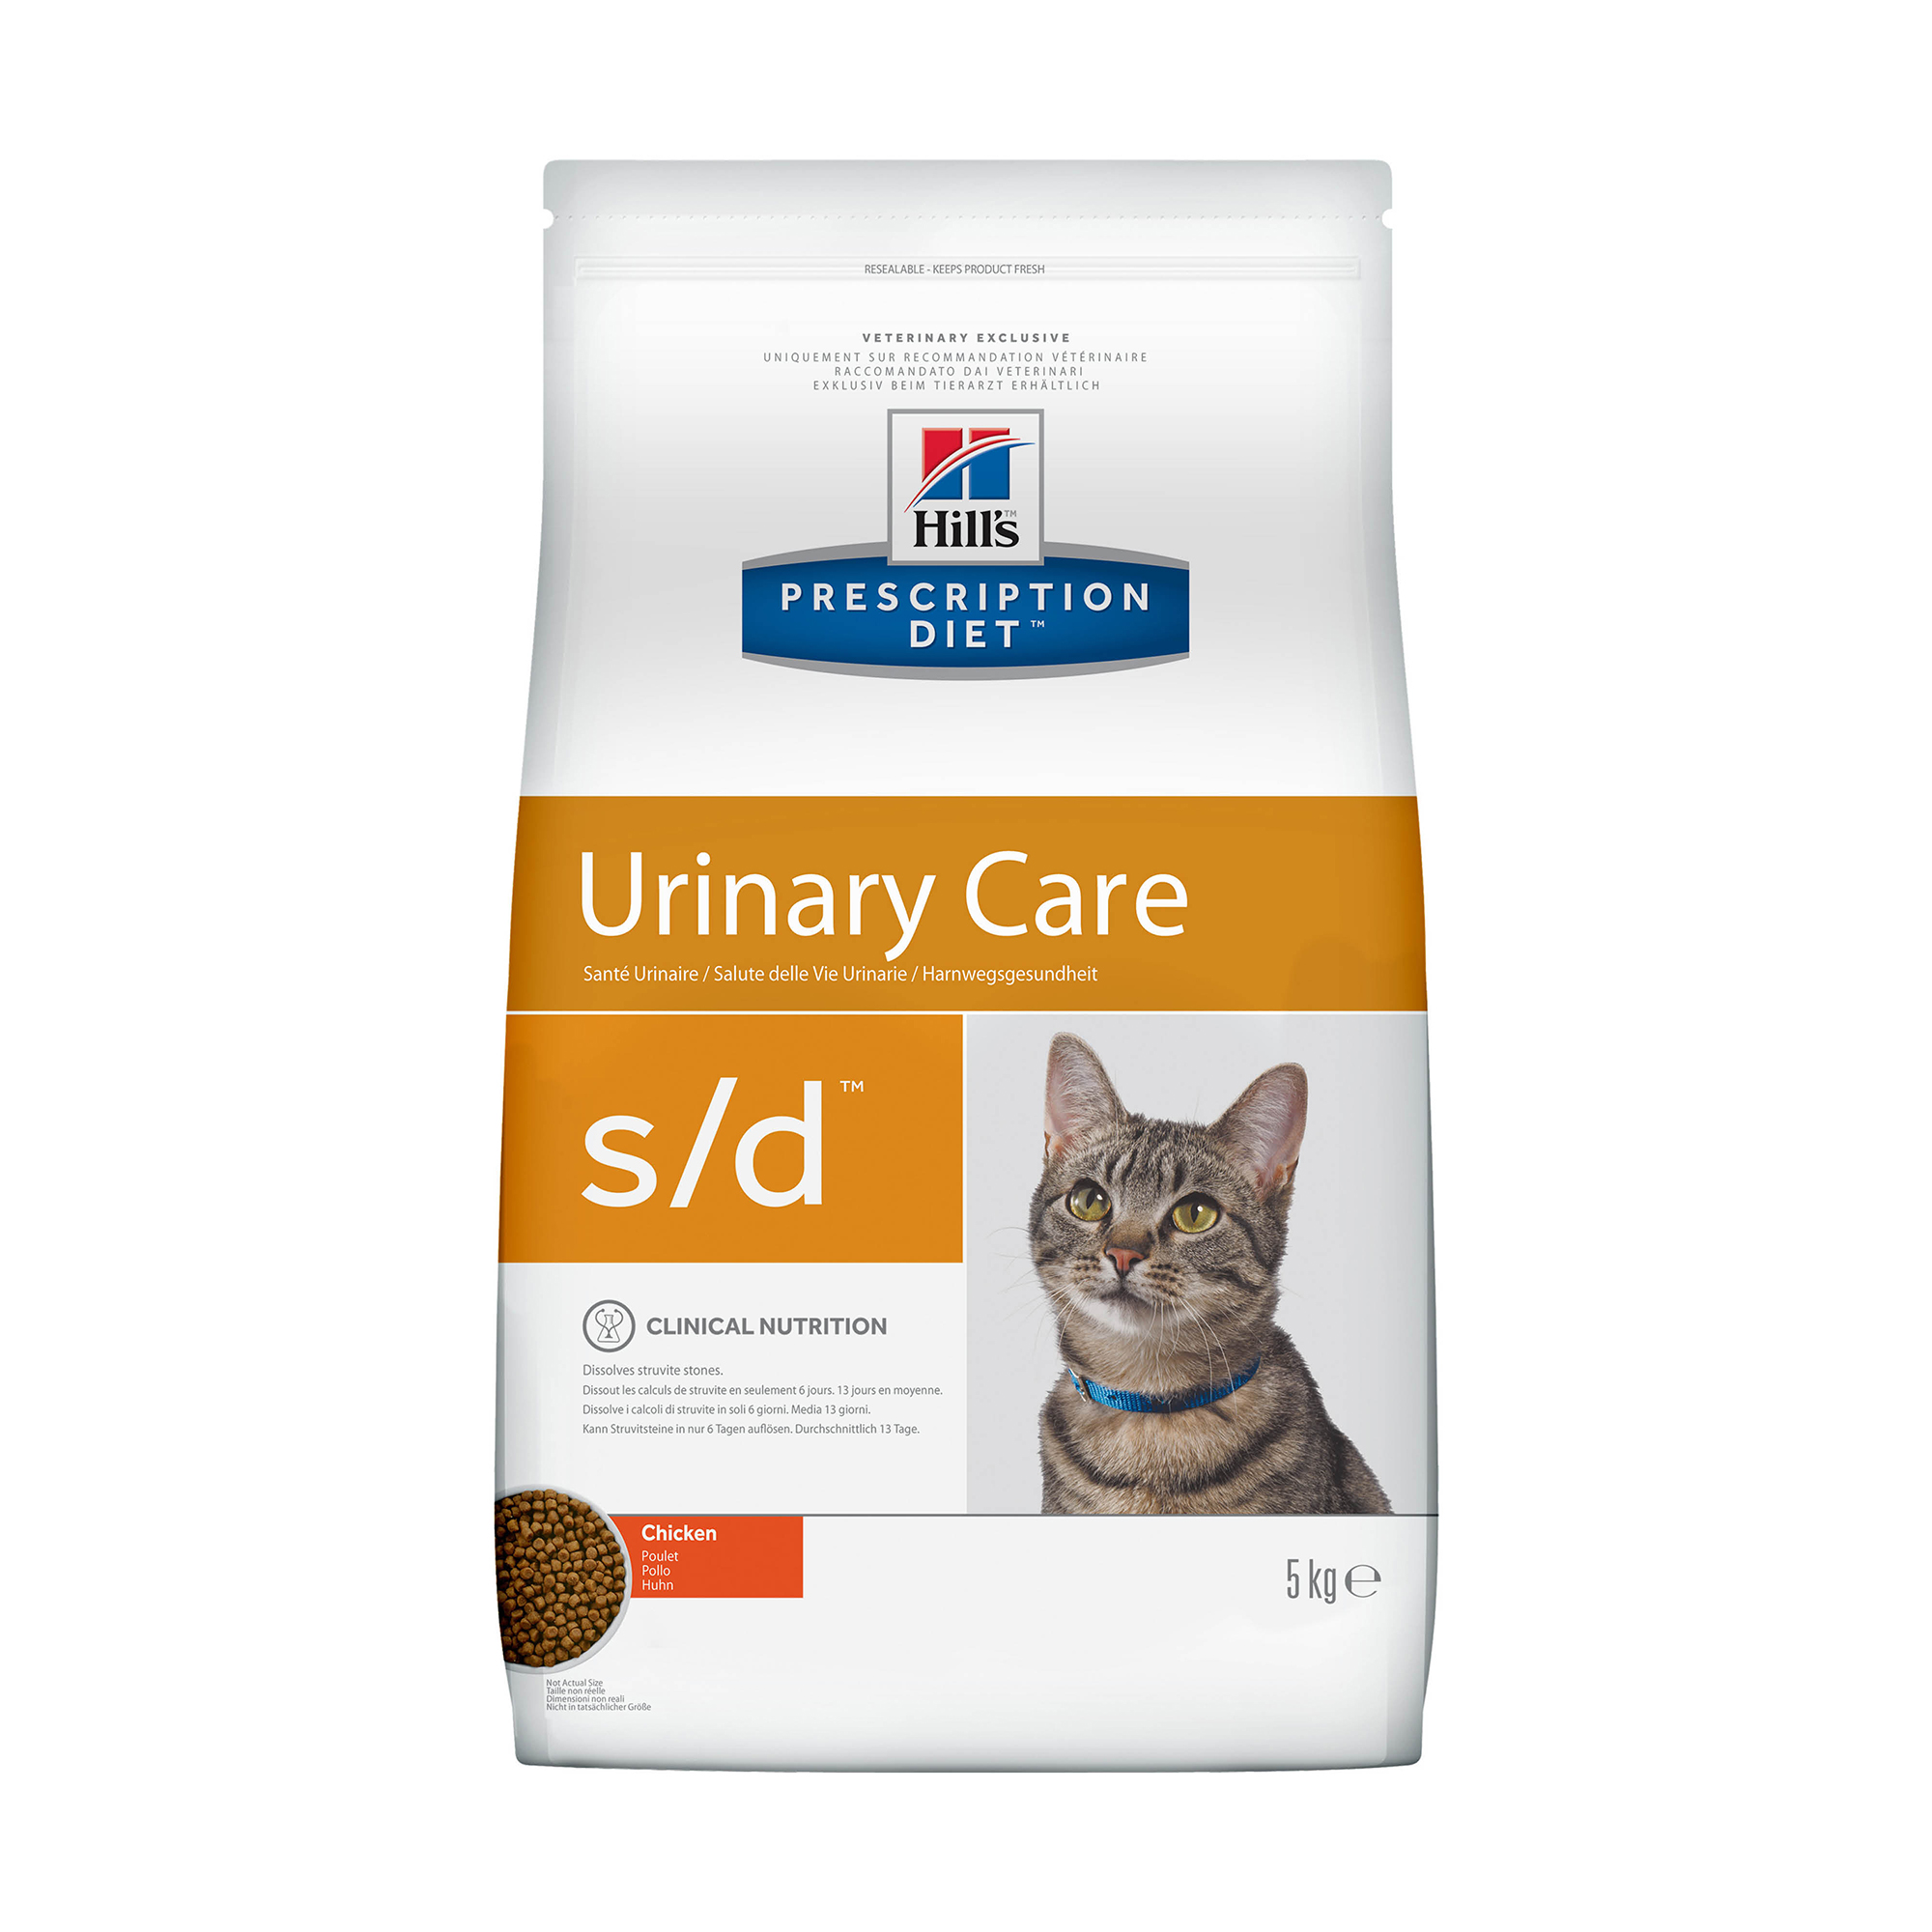 RESEALABLE - KEEPS PRODUCT FRESH
VETERINARY EXCLUSIVE
UNIQUEMENT SUR RECOMMANDATION VÉTÉRINAIRE
RACCOMANDATO DAI VETERINARI
EXKLUSIV BEIM TIERARZT ERHÄLTLICH
Hill's™
PRESCRIPTION
DIET™
Urinary Care
Santé Urinaire / Salute delle Vie Urinarie / Harnwegsgesundheit
s/d™
CLINICAL NUTRITION
Dissolves struvite stones.
Dissout les calculs de struvite en seulement 6 jours. 13 jours en moyenne.
Dissolve i calcoli di struvite in soli 6 giorni. Media 13 giorni.
Kann Struvitsteine in nur 6 Tagen auflösen. Durchschnittlich 13 Tage.
Chicken
Poulet
Pollo
Huhn
5 kg ℮
Not Actual Size
Taille non réelle
Dimensioni non reali
Nicht in tatsächlicher Größe